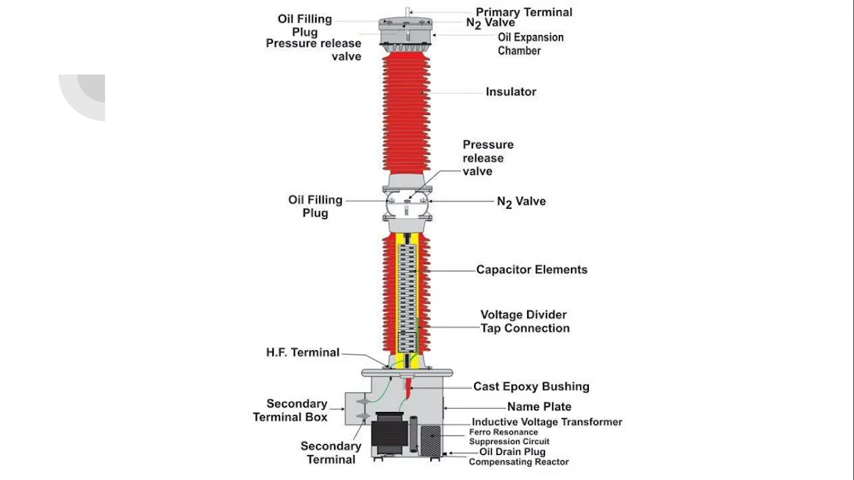 Primary Terminal
Oil Filling
Plug
N2 Valve
Pressure release
valve
Oil Expansion
Chamber
Insulator
Pressure
release
valve
Oil Filling
Plug
N2 Valve
Capacitor Elements
Voltage Divider
Tap Connection
H.F. Terminal
Cast Epoxy Bushing
Secondary
Terminal Box
Name Plate
Inductive Voltage Transformer
Ferro Resonance
Suppression Circuit
Secondary
Terminal
Oil Drain Plug
Compensating Reactor